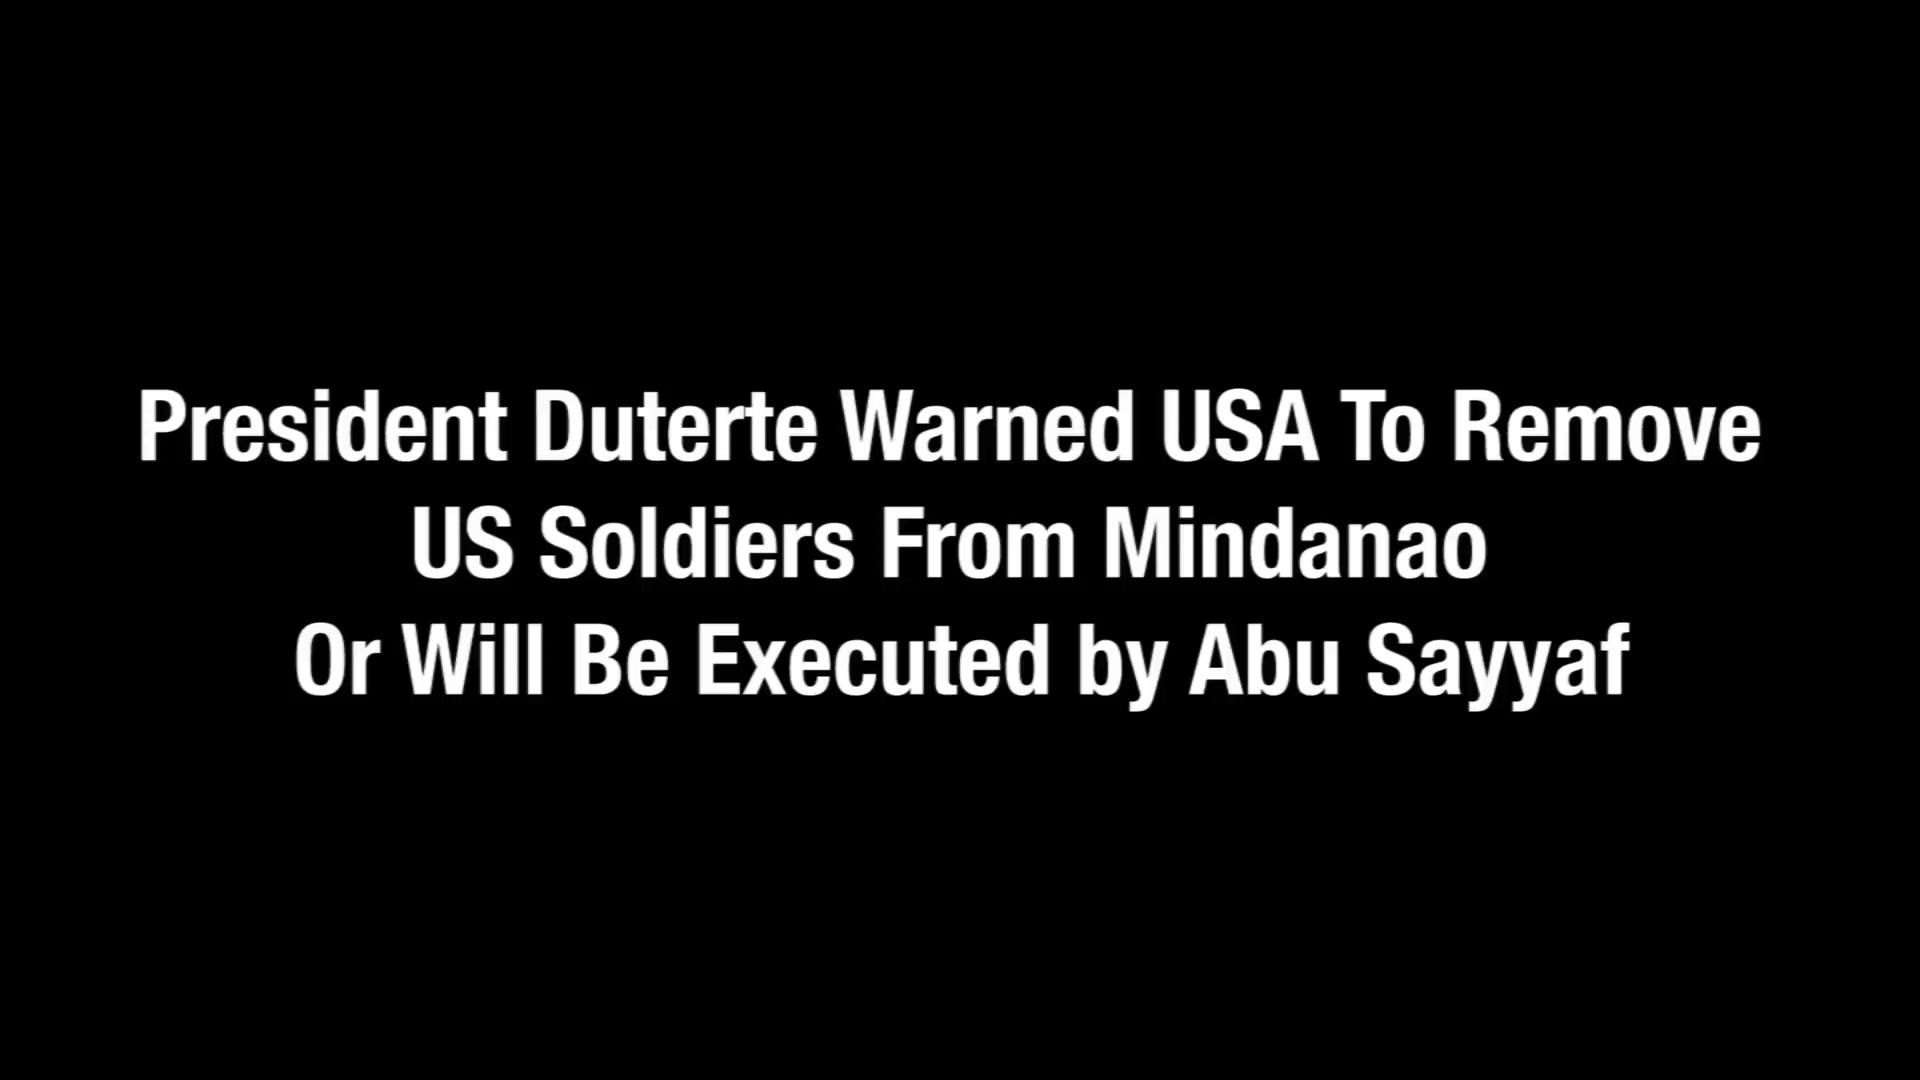 President Duterte Warned USA To Remove
US Soldiers From Mindanao
Or Will Be Executed by Abu Sayyaf